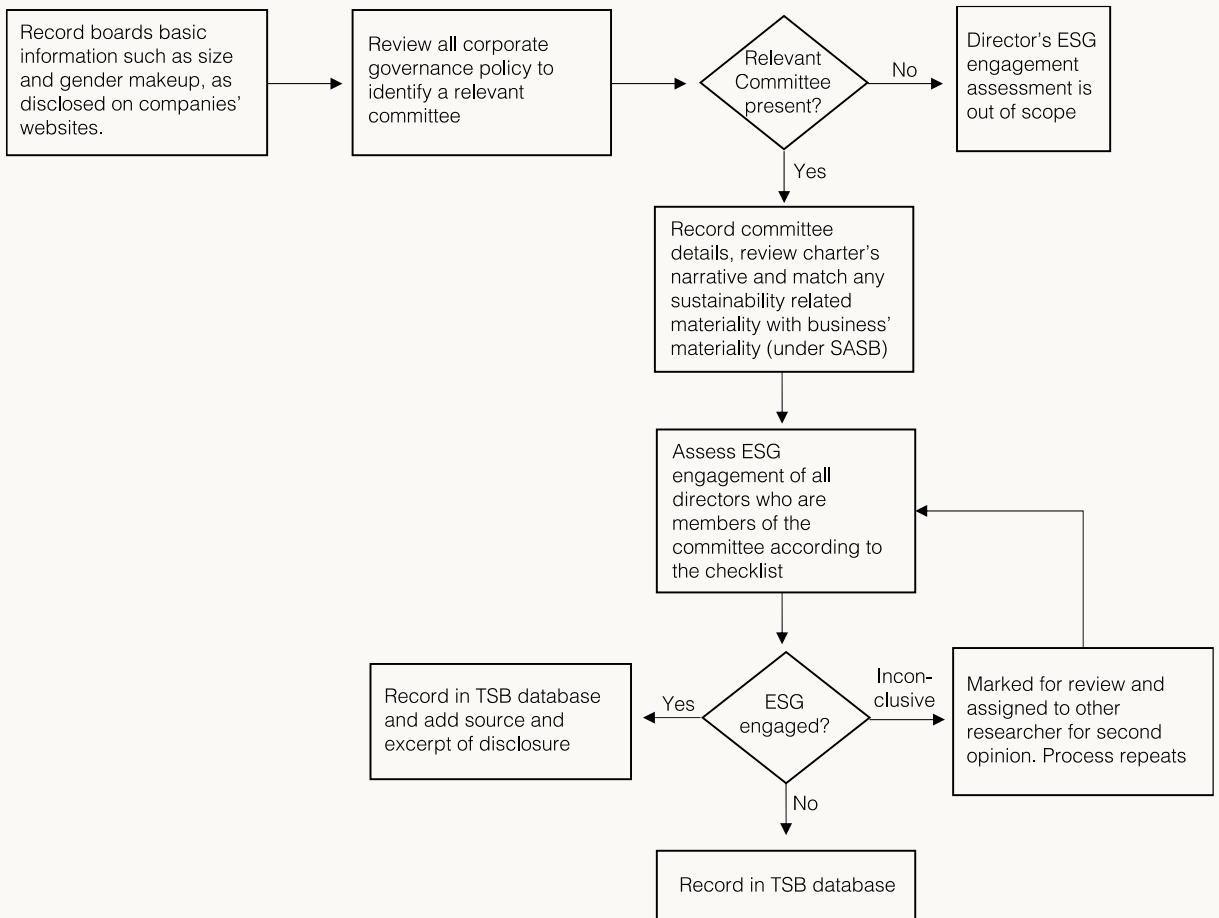 Record boards basic
information such as size
and gender makeup, as
disclosed on companies’
websites.
Review all corporate
governance policy to
identify a relevant
committee
Relevant
Committee
present?
No
Director’s ESG
engagement
assessment is
out of scope
Yes
Record committee
details, review charter’s
narrative and match any
sustainability related
materiality with business’
materiality (under SASB)
Assess ESG
engagement of all
directors who are
members of the
committee according to
the checklist
ESG
engaged?
Yes
Record in TSB database
and add source and
excerpt of disclosure
Incon-
clusive
Marked for review and
assigned to other
researcher for second
opinion. Process repeats
No
Record in TSB database